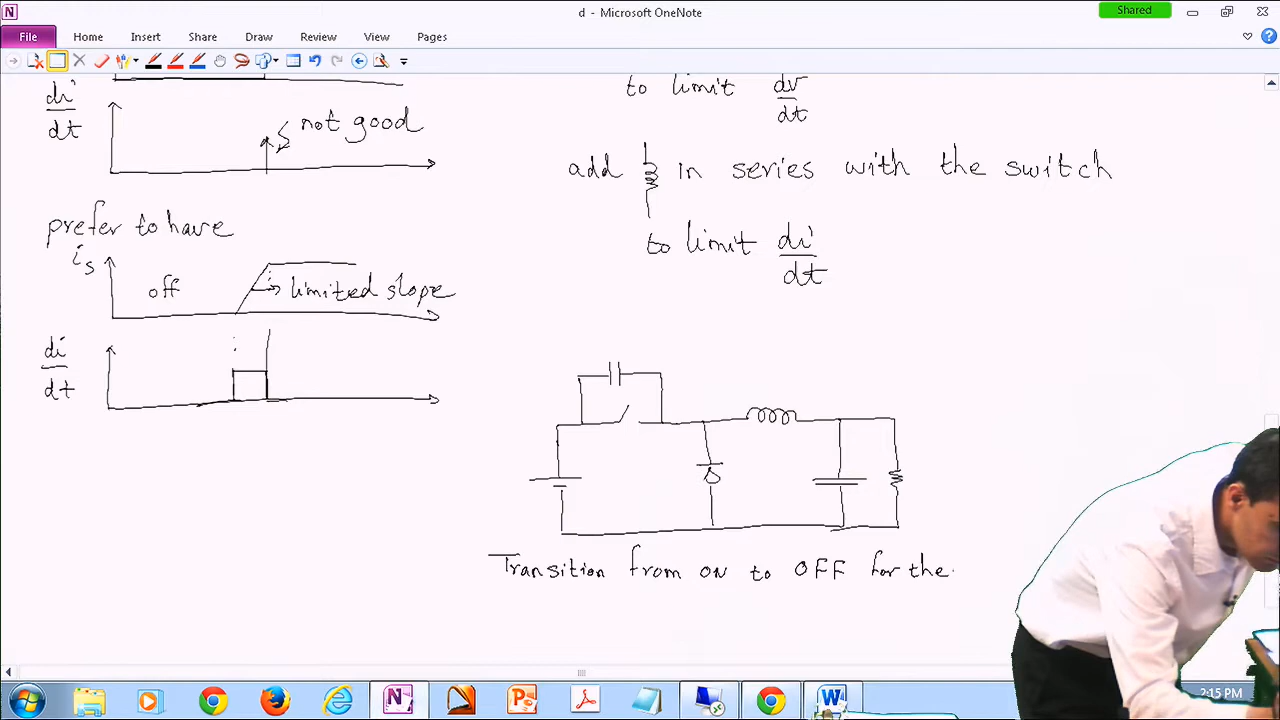 d - Microsoft OneNote
Shared
File Home Insert Share Draw Review View Pages
di/dt
not good
prefer to have
i_s
off
limited slope
di/dt
to limit dv/dt
add in series with the switch
to limit di/dt
Transition from ON to OFF for the
2:15 PM